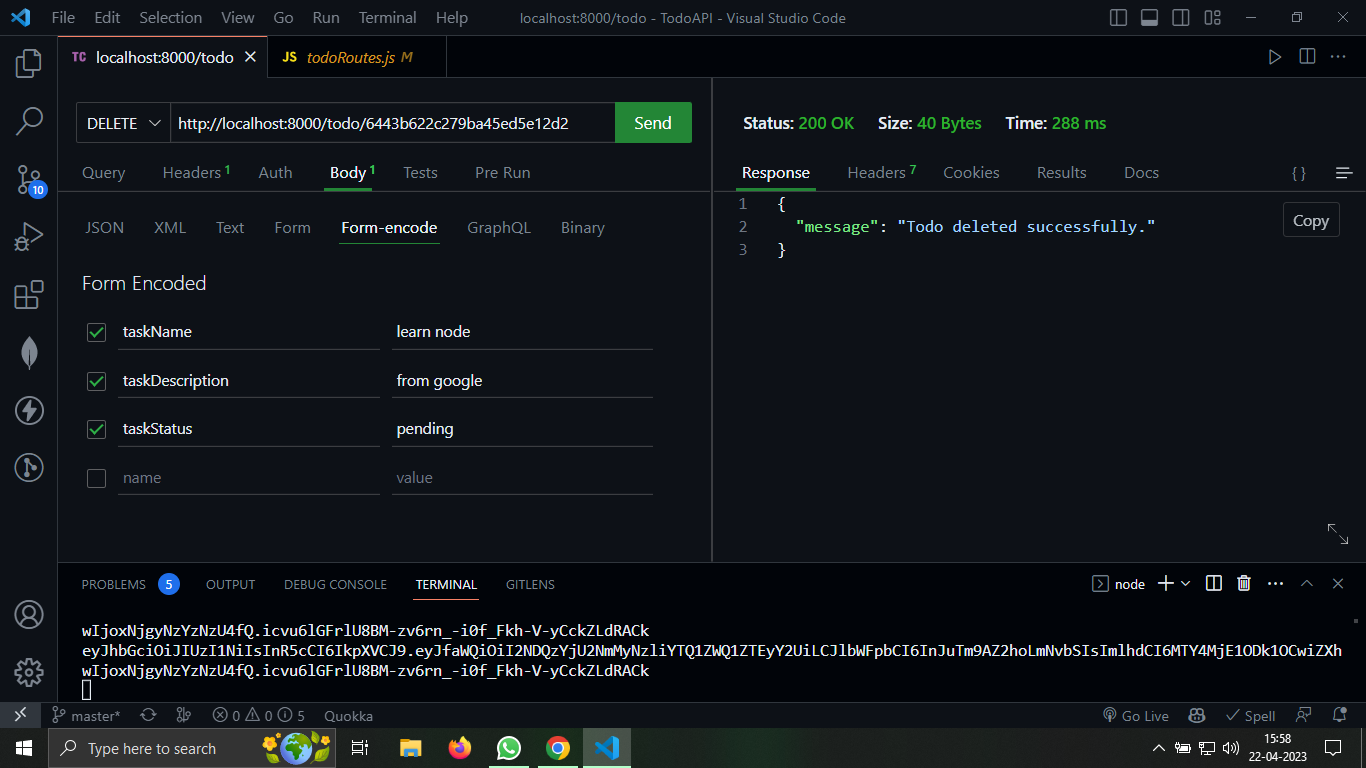 File Edit Selection View Go Run Terminal Help localhost:8000/todo - TodoAPI - Visual Studio Code
TC localhost:8000/todo JS todoRoutes.js M
DELETE http://localhost:8000/todo/6443b622c279ba45ed5e12d2 Send
Status: 200 OK Size: 40 Bytes Time: 288 ms
Query Headers 1 Auth Body 1 Tests Pre Run
Response Headers 7 Cookies Results Docs { }
JSON XML Text Form Form-encode GraphQL Binary
1 {
2 "message": "Todo deleted successfully."
3 }
Copy
10
Form Encoded
taskName learn node
taskDescription from google
taskStatus pending
name value
PROBLEMS 5 OUTPUT DEBUG CONSOLE TERMINAL GITLENS node
wIjoxNjgyNzYzNzU4fQ.icvu6lGFrlU8BM-zv6rn_-i0f_Fkh-V-yCckZLdRACk
eyJhbGciOiJIUzI1NiIsInR5cCI6IkpXVCJ9.eyJfaWQiOiI2NDQzYjU2NmMyNzliYTQ1ZWQ1ZTEyY2UiLCJlbWFpbCI6InJuTm9AZ2hoLmNvbSIsImlhdCI6MTY4MjE1ODk1OCwiZXh
wIjoxNjgyNzYzNzU4fQ.icvu6lGFrlU8BM-zv6rn_-i0f_Fkh-V-yCckZLdRACk
master* 0 0 5 Quokka Go Live Spell
Type here to search 15:58
22-04-2023